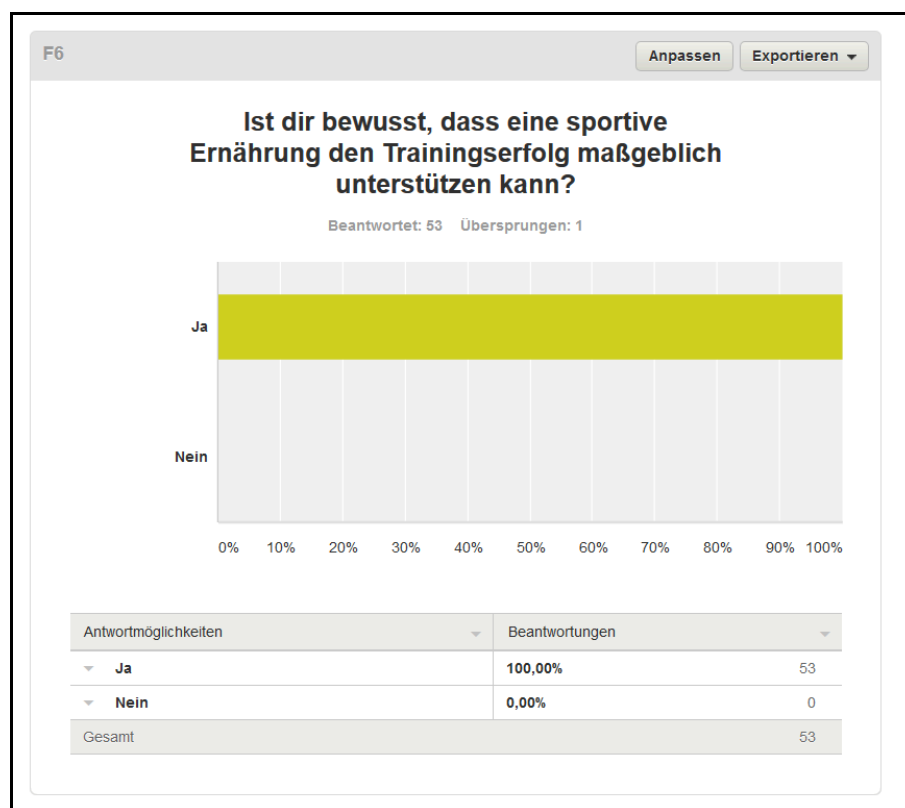 F6
Anpassen Exportieren
Ist dir bewusst, dass eine sportive
Ernährung den Trainingserfolg maßgeblich
unterstützen kann?
Beantwortet: 53 Übersprungen: 1
Ja
Nein
0% 10% 20% 30% 40% 50% 60% 70% 80% 90% 100%
Antwortmöglichkeiten Beantwortungen
Ja 100,00% 53
Nein 0,00% 0
Gesamt 53